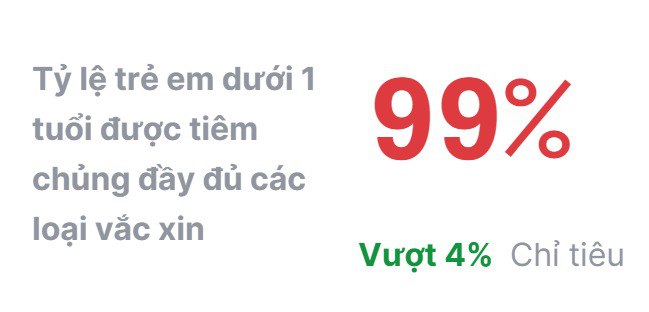 Tỷ lệ trẻ em dưới 1
tuổi được tiêm
chủng đầy đủ các
loại vắc xin
99%
Vượt 4% Chỉ tiêu